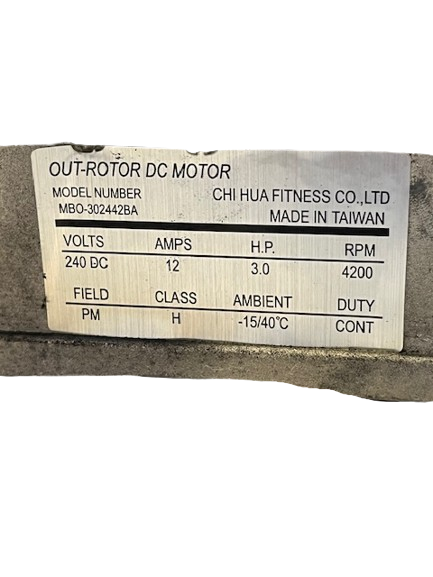 OUT-ROTOR DC MOTOR
MODEL NUMBER CHI HUA FITNESS CO.,LTD
MBO-302442BA MADE IN TAIWAN
VOLTS AMPS H.P. RPM
240 DC 12 3.0 4200
FIELD CLASS AMBIENT DUTY
PM H -15/40℃ CONT